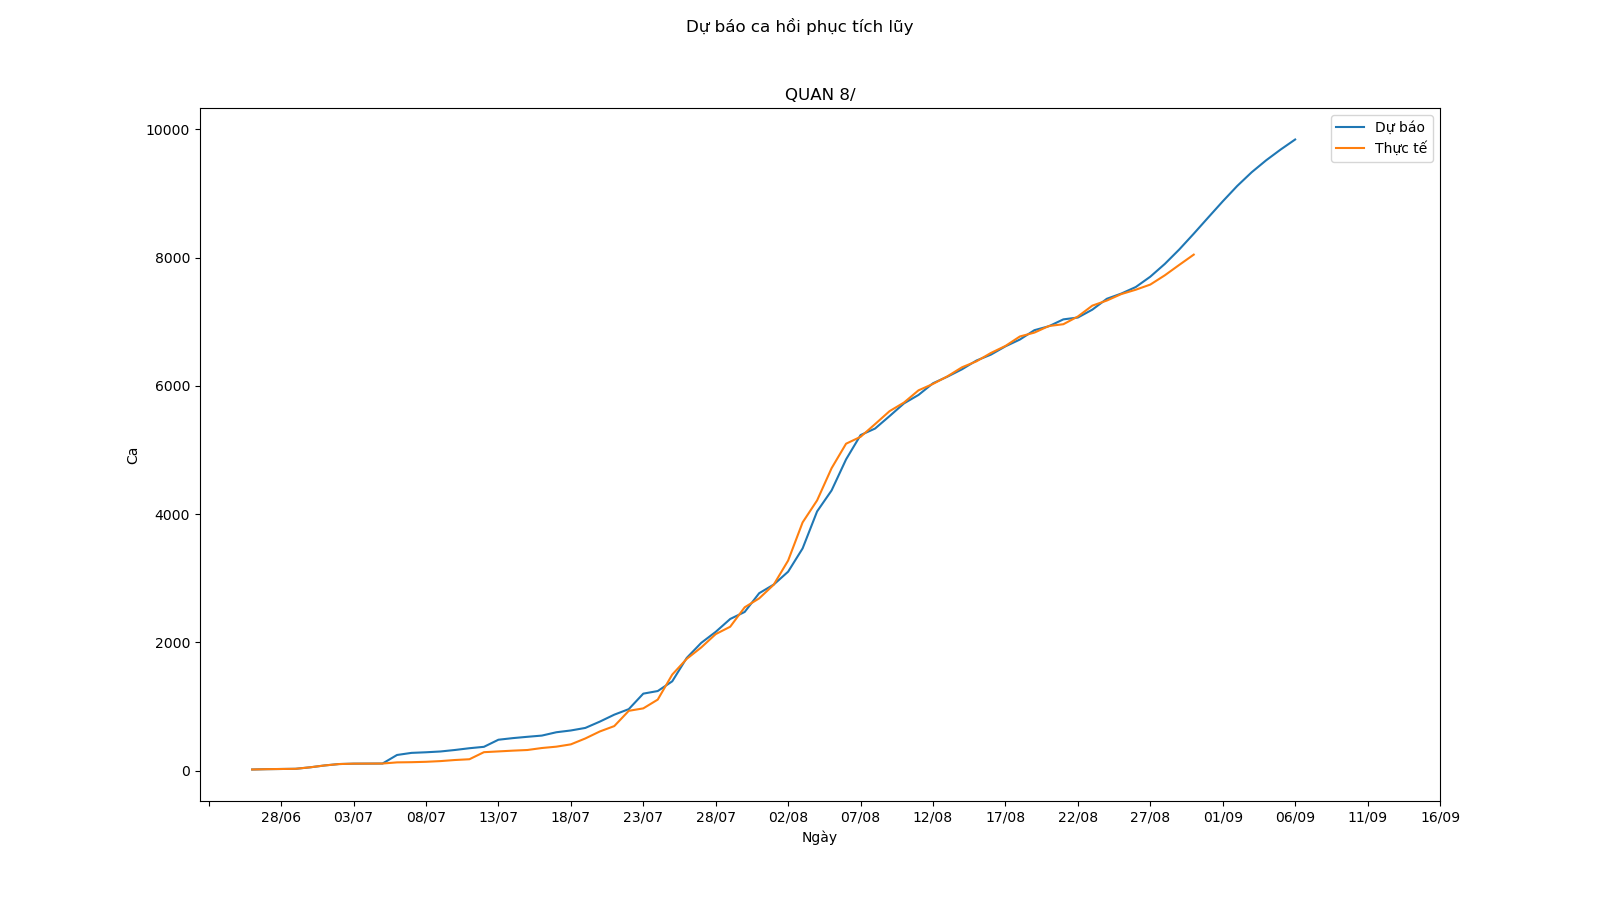 Dự báo ca hồi phục tích lũy
QUAN 8/
Dự báo
Thực tế
10000
8000
6000
4000
2000
0
Ca
28/06 03/07 08/07 13/07 18/07 23/07 28/07 02/08 07/08 12/08 17/08 22/08 27/08 01/09 06/09 11/09 16/09
Ngày